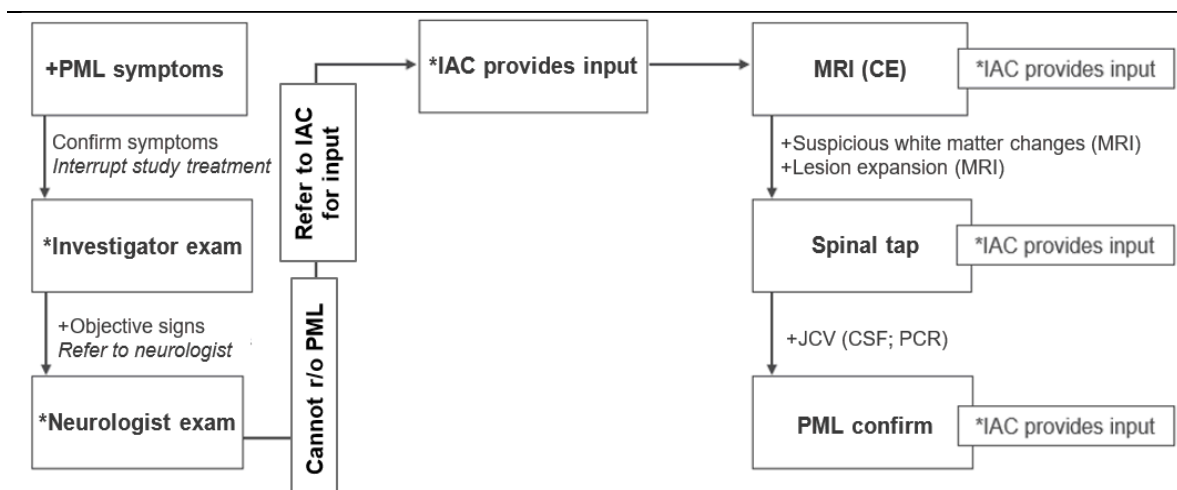 +PML symptoms
Confirm symptoms
Interrupt study treatment
*Investigator exam
+Objective signs
Refer to neurologist
*Neurologist exam
Cannot r/o PML
Refer to IAC
for input
*IAC provides input
MRI (CE)
*IAC provides input
+Suspicious white matter changes (MRI)
+Lesion expansion (MRI)
Spinal tap
*IAC provides input
+JCV (CSF; PCR)
PML confirm
*IAC provides input